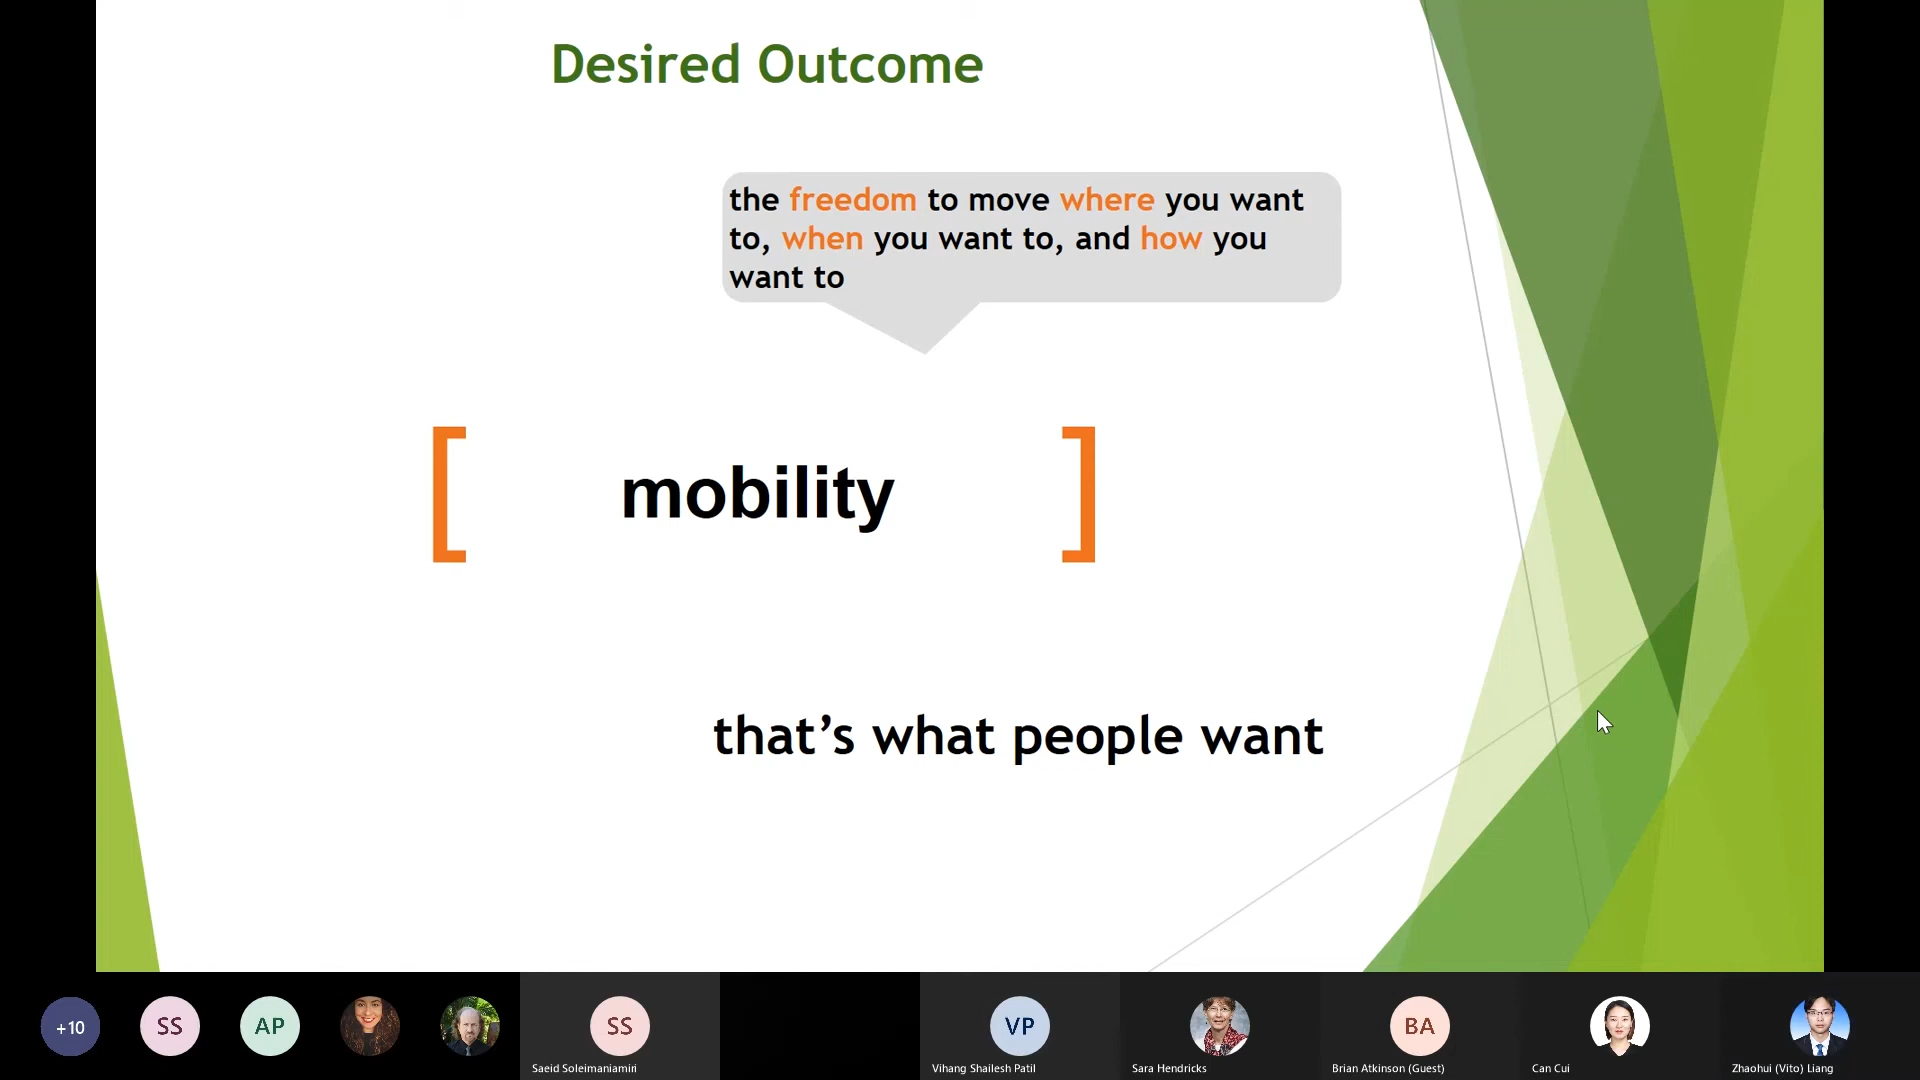 Desired Outcome
the freedom to move where you want
to, when you want to, and how you
want to
[ mobility ]
that’s what people want
+10
SS
AP
SS
VP
BA
Saeid Soleimaniamiri
Vihang Shailesh Patil
Sara Hendricks
Brian Atkinson (Guest)
Can Cui
Zhaohui (Vito) Liang